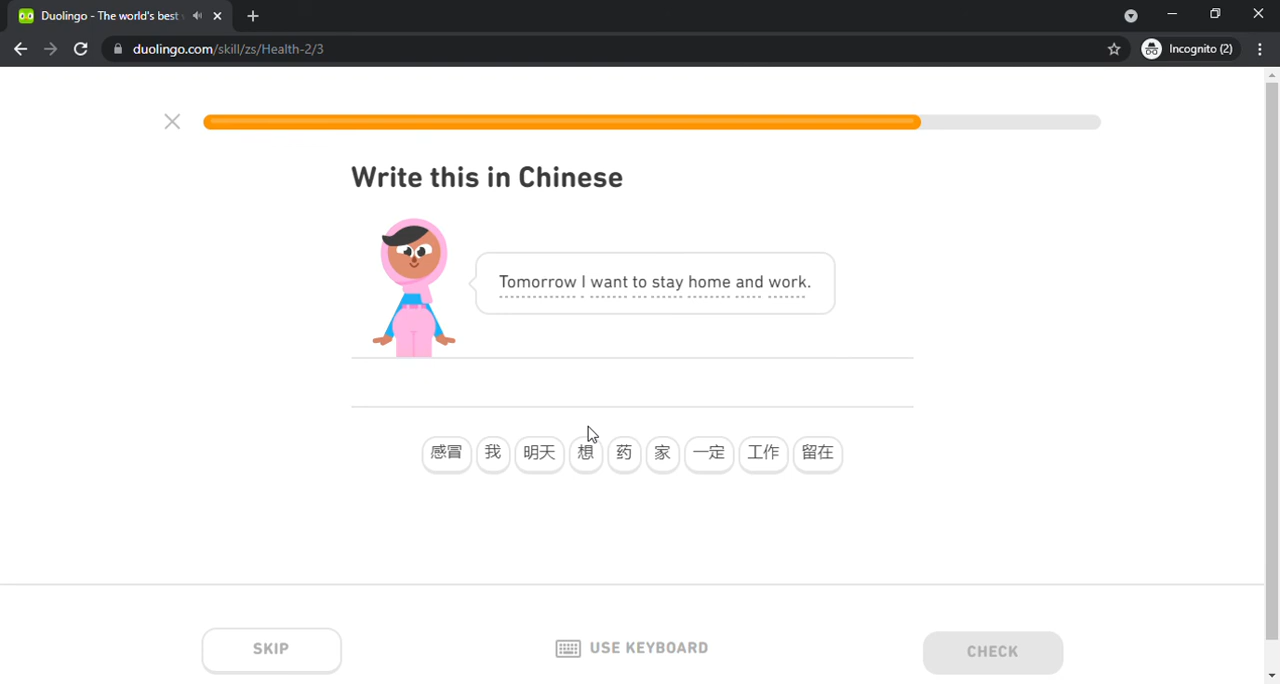 Duolingo - The world's best
duolingo.com/skill/zs/Health-2/3
Incognito (2)
Write this in Chinese
Tomorrow I want to stay home and work.
感冒 我 明天 想 药 家 一定 工作 留在
SKIP
USE KEYBOARD
CHECK